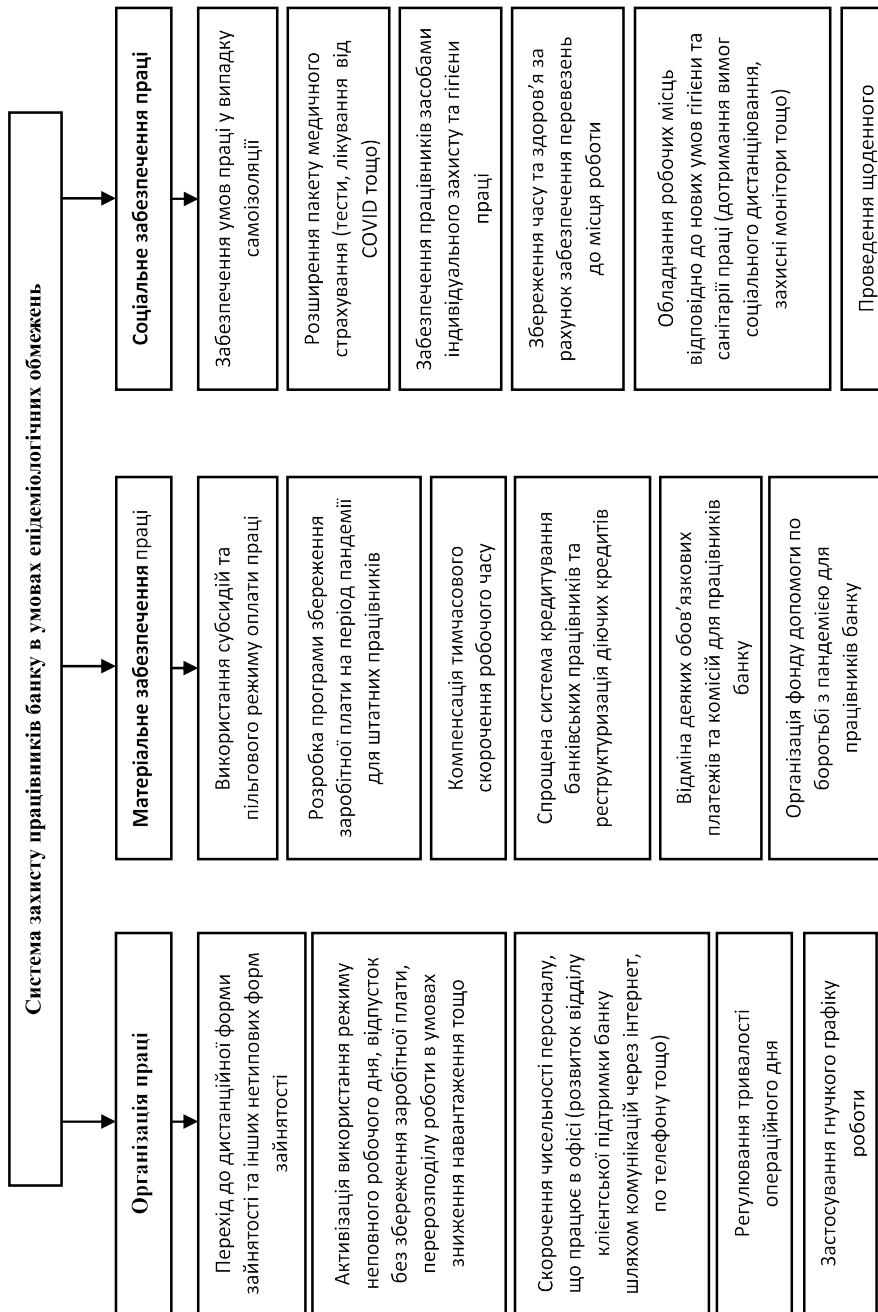 Система захисту працівників банку в умовах епідеміологічних обмежень
Організація праці
Перехід до дистанційної форми
зайнятості та інших нетипових форм
зайнятості
Активізація використання режиму
неповного робочого дня, відпусток
без збереження заробітної плати,
перерозподілу роботи в умовах
зниження навантаження тощо
Скорочення чисельності персоналу,
що працює в офісі (розвиток відділу
клієнтської підтримки банку
шляхом комунікацій через інтернет,
по телефону тощо)
Регулювання тривалості
операційного дня
Застосування гнучкого графіку
роботи
Матеріальне забезпечення праці
Використання субсидій та
пільгового режиму оплати праці
Розробка програми збереження
заробітної плати на період пандемії
для штатних працівників
Компенсація тимчасового
скорочення робочого часу
Спрощена система кредитування
банківських працівників та
реструктуризація діючих кредитів
Відміна деяких обов’язкових
платежів та комісій для працівників
банку
Організація фонду допомоги по
боротьбі з пандемією для
працівників банку
Соціальне забезпечення праці
Забезпечення умов праці у випадку
самоізоляції
Розширення пакету медичного
страхування (тести, лікування від
COVID тощо)
Забезпечення працівників засобами
індивідуального захисту та гігієни
праці
Збереження часу та здоров’я за
рахунок забезпечення перевезень
до місця роботи
Обладнання робочих місць
відповідно до нових умов гігієни та
санітарії праці (дотримання вимог
соціального дистанціювання,
захисні монітори тощо)
Проведення щоденного